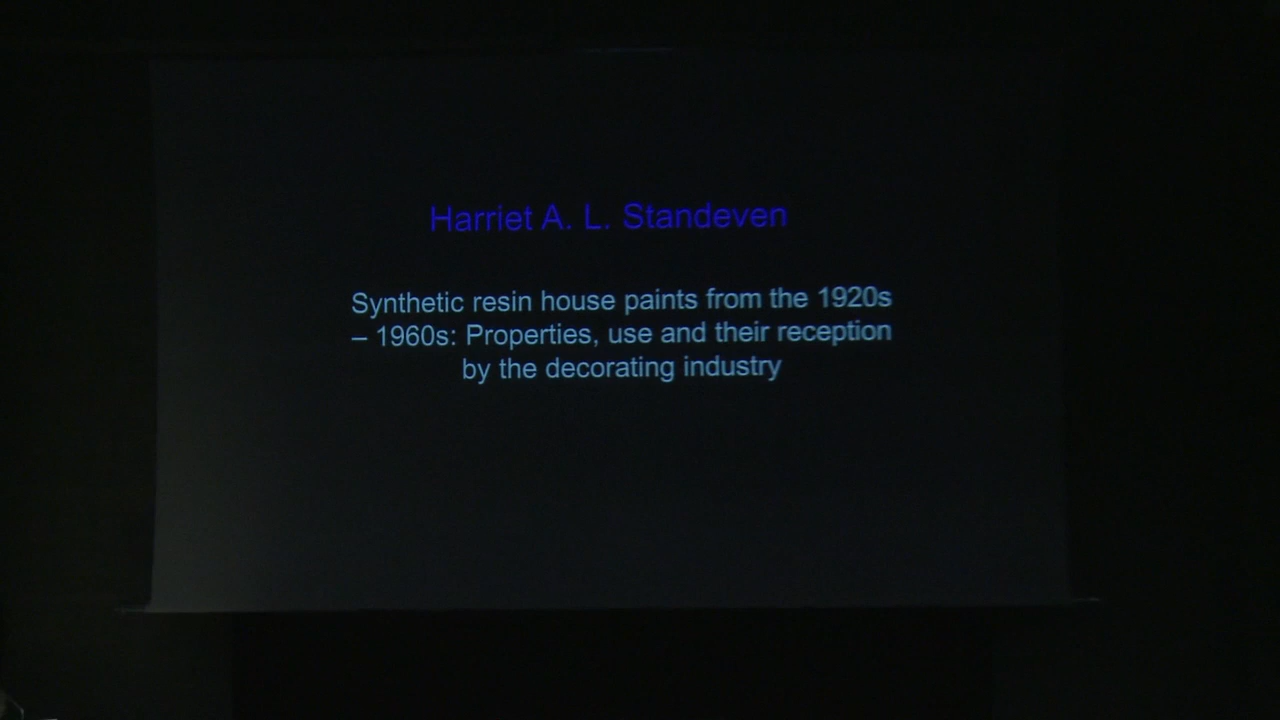 Harriet A. L. Standeven
Synthetic resin house paints from the 1920s
– 1960s: Properties, use and their reception
by the decorating industry